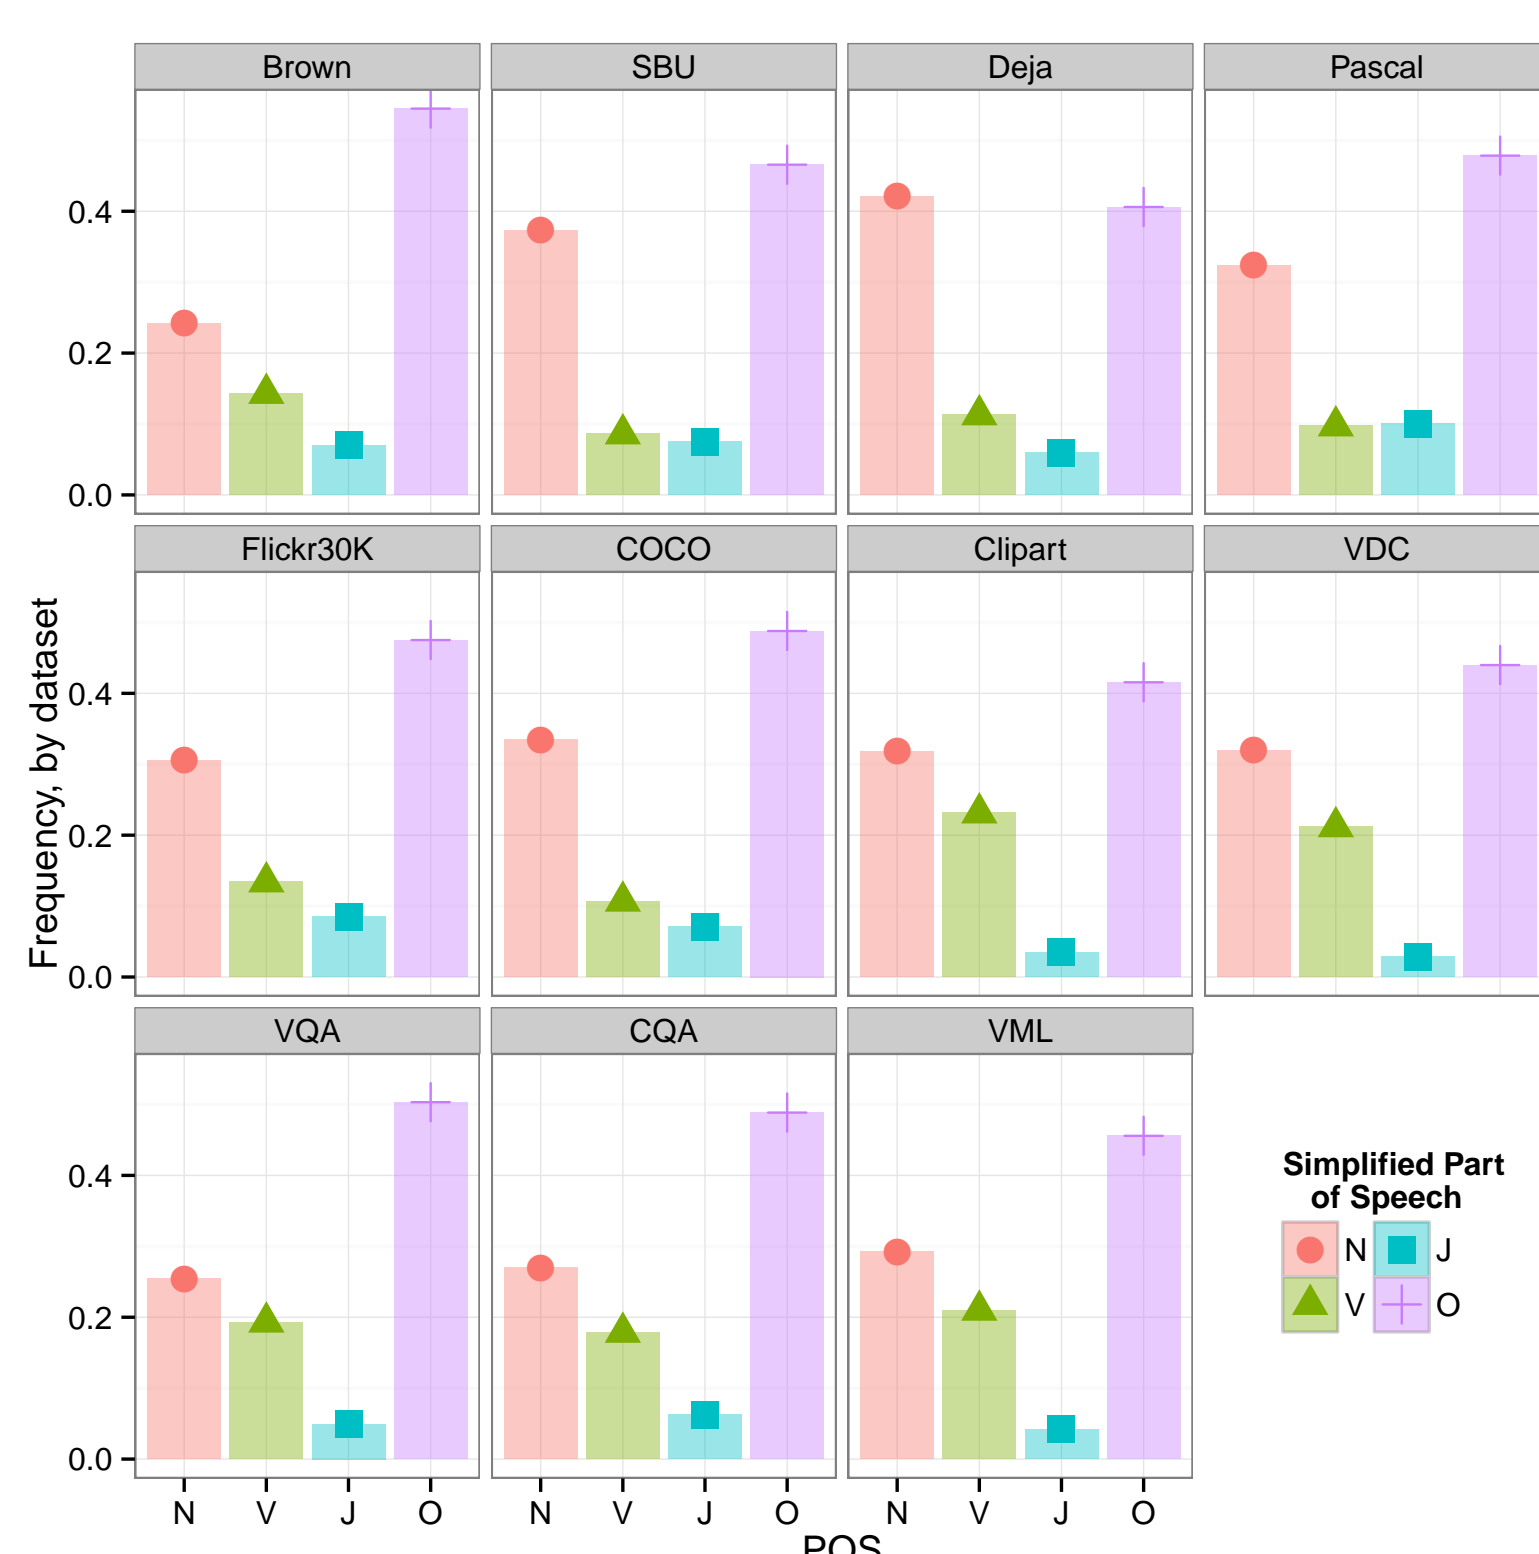 Brown SBU Deja Pascal
0.4
0.2
0.0
Flickr30K COCO Clipart VDC
Frequency, by dataset
0.4
0.2
0.0
VQA CQA VML
0.4
0.2
0.0
N V J O N V J O N V J O
POS
Simplified Part
of Speech
N J
V O